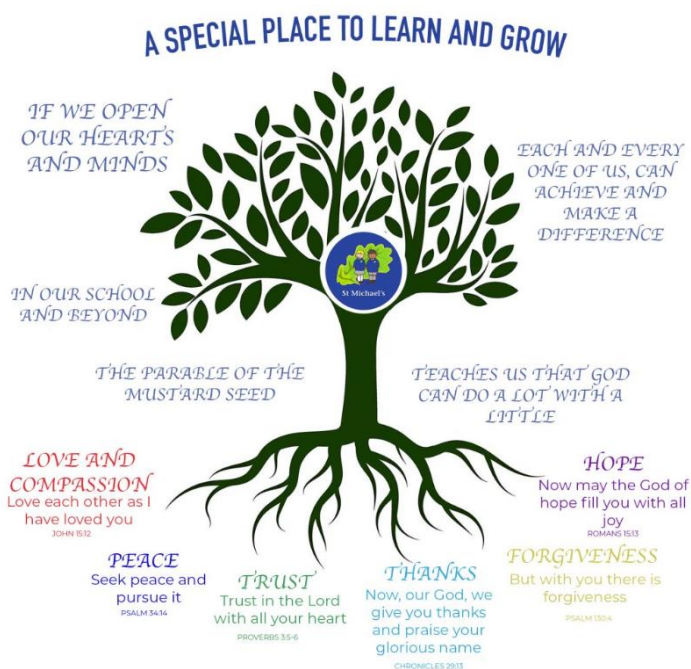 A SPECIAL PLACE TO LEARN AND GROW
IF WE OPEN
OUR HEARTS
AND MINDS
EACH AND EVERY
ONE OF US, CAN
ACHIEVE AND
MAKE A
DIFFERENCE
St Michael's
IN OUR SCHOOL
AND BEYOND
THE PARABLE OF THE
MUSTARD SEED
TEACHES US THAT GOD
CAN DO A LOT WITH A
LITTLE
LOVE AND
COMPASSION
Love each other as I
have loved you
JOHN 15:12
PEACE
Seek peace and
pursue it
PSALM 34:14
TRUST
Trust in the Lord
with all your heart
PROVERBS 3:5-6
THANKS
Now, our God, we
give you thanks
and praise your
glorious name
CHRONICLES 29:13
FORGIVENESS
But with you there is
forgiveness
PSALM 130:4
HOPE
Now may the God of
hope fill you with all
joy
ROMANS 15:13